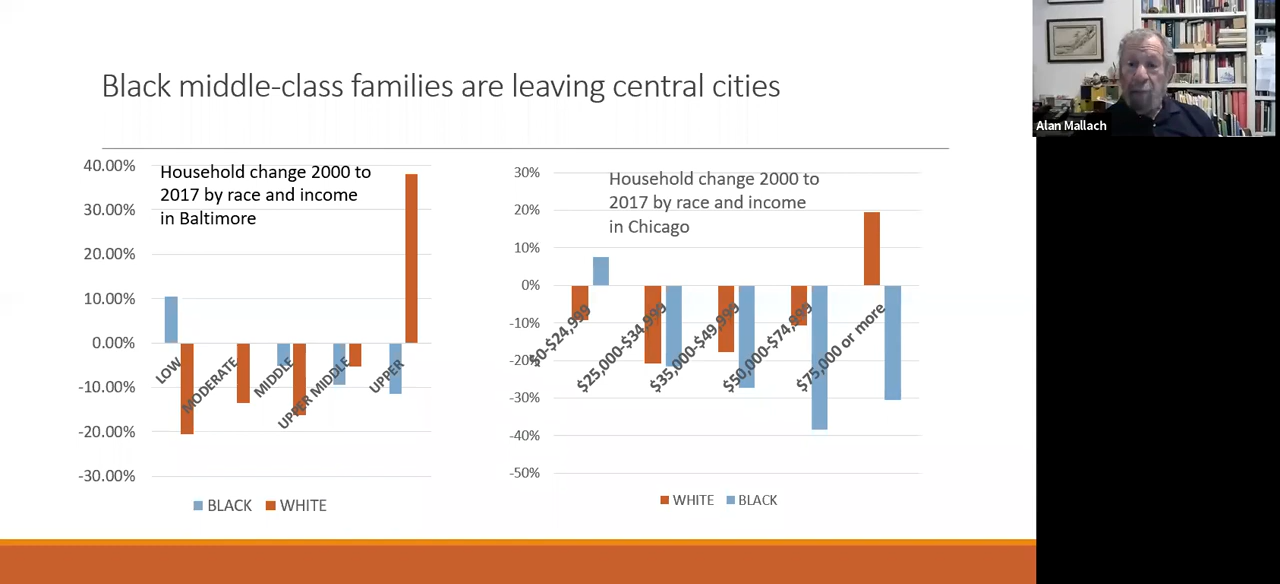 Black middle-class families are leaving central cities
Alan Mallach
Household change 2000 to
2017 by race and income
in Baltimore
40.00%
30.00%
20.00%
10.00%
0.00%
-10.00%
-20.00%
-30.00%
LOW
MODERATE
MIDDLE
UPPER MIDDLE
UPPER
BLACK WHITE
Household change 2000 to
2017 by race and income
in Chicago
30%
20%
10%
0%
-10%
-20%
-30%
-40%
-50%
$0-$24,999
$25,000-$34,999
$35,000-$49,999
$50,000-$74,999
$75,000 or more
WHITE BLACK